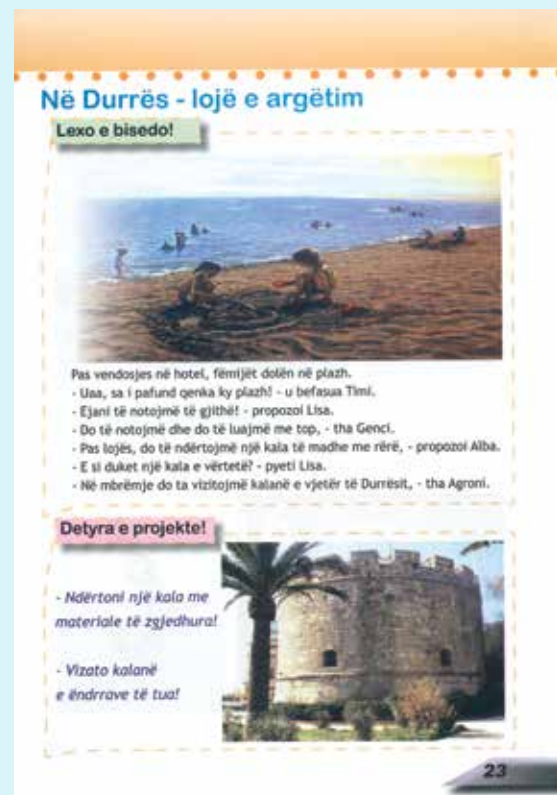 Në Durrës - lojë e argëtim
Lexo e bisedo!
Pas vendosjes në hotel, fëmijët dolën në plazh.
- Uaa, sa i pafund qenka ky plazh! - u befasua Timi.
- Ejani të notojmë të gjithë! - propozoi Lisa.
- Do të notojmë dhe do të luajmë me top, - tha Genci.
- Pas lojës, do të ndërtojmë një kala të madhe me rërë, - propozoi Alba.
- E si duket një kala e vërtetë? - pyeti Lisa.
- Në mbrëmje do ta vizitojmë kalanë e vjetër të Durrësit, - tha Agroni.
Detyra e projekte!
- Ndërtoni një kala me
materiale të zgjedhura!
- Vizato kalanë
e ëndrrave të tua!
23